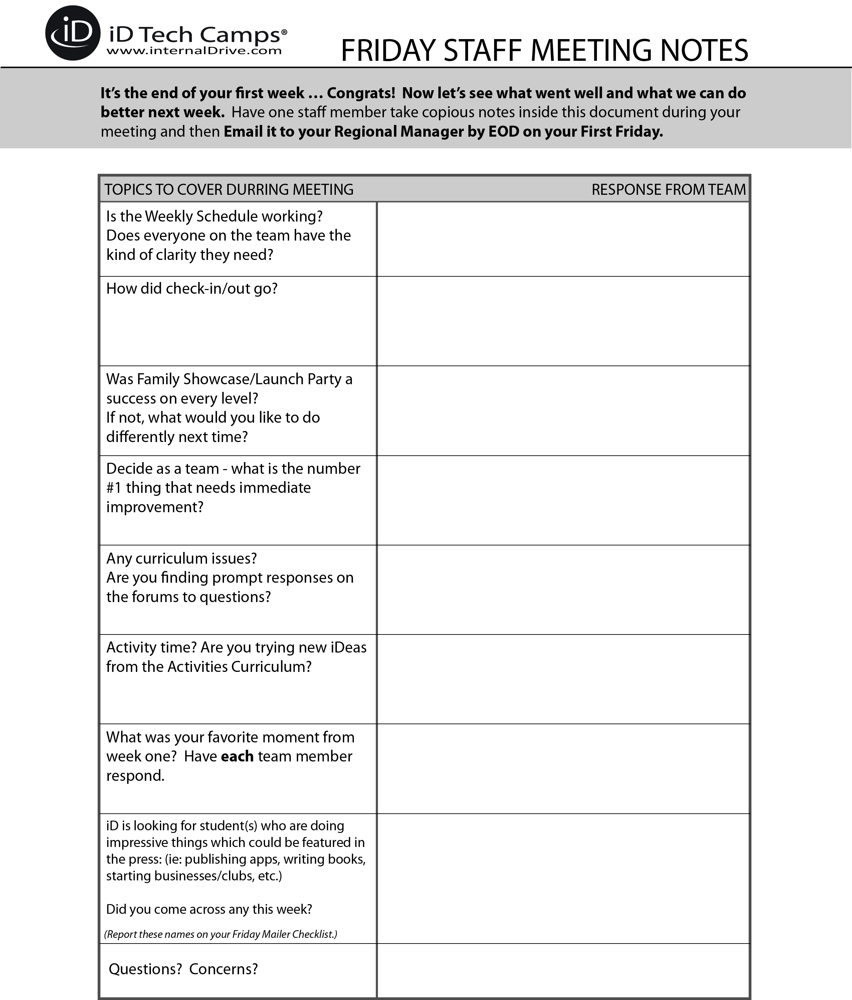 iD
iD Tech Camps®
www.internalDrive.com
FRIDAY STAFF MEETING NOTES
It’s the end of your first week … Congrats!  Now let’s see what went well and what we can do
better next week.  Have one staff member take copious notes inside this document during your
meeting and then Email it to your Regional Manager by EOD on your First Friday.
TOPICS TO COVER DURRING MEETING
RESPONSE FROM TEAM
Is the Weekly Schedule working?
Does everyone on the team have the
kind of clarity they need?
How did check-in/out go?
Was Family Showcase/Launch Party a
success on every level?
If not, what would you like to do
differently next time?
Decide as a team - what is the number
#1 thing that needs immediate
improvement?
Any curriculum issues?
Are you finding prompt responses on
the forums to questions?
Activity time? Are you trying new iDeas
from the Activities Curriculum?
What was your favorite moment from
week one?  Have each team member
respond.
iD is looking for student(s) who are doing
impressive things which could be featured in
the press: (ie: publishing apps, writing books,
starting businesses/clubs, etc.)
Did you come across any this week?
(Report these names on your Friday Mailer Checklist.)
Questions?  Concerns?